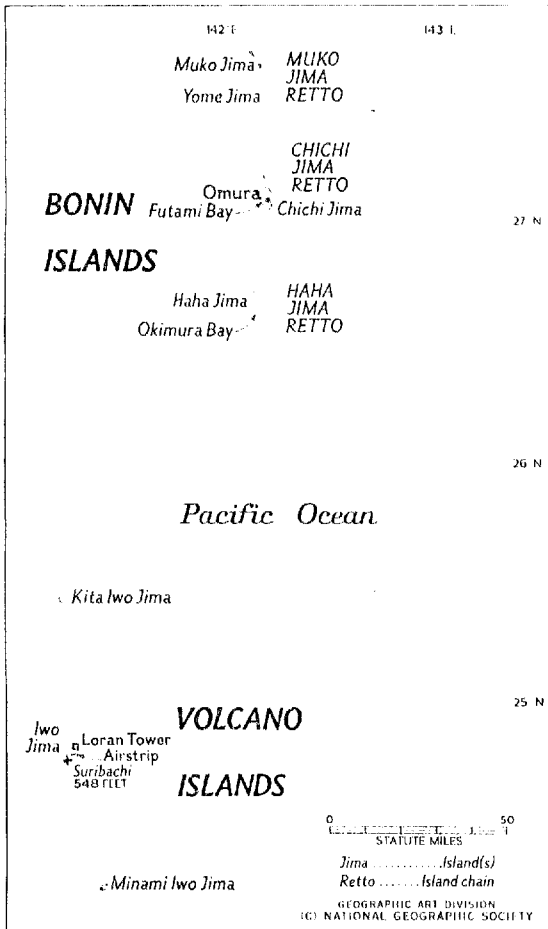 142 E 143 E
Muko Jima MUKO
JIMA
Yome Jima RETTO
CHICHI
JIMA
RETTO
Omura
BONIN Futami Bay Chichi Jima
27 N
ISLANDS
Haha Jima HAHA
JIMA
Okimura Bay RETTO
26 N
Pacific Ocean
Kita Iwo Jima
25 N
VOLCANO
Iwo
Jima Loran Tower
Airstrip
Suribachi
548 FEET
ISLANDS
0 50
STATUTE MILES
Jima ............Island(s)
Retto .......Island chain
Minami Iwo Jima
GEOGRAPHIC ART DIVISION
(C) NATIONAL GEOGRAPHIC SOCIETY